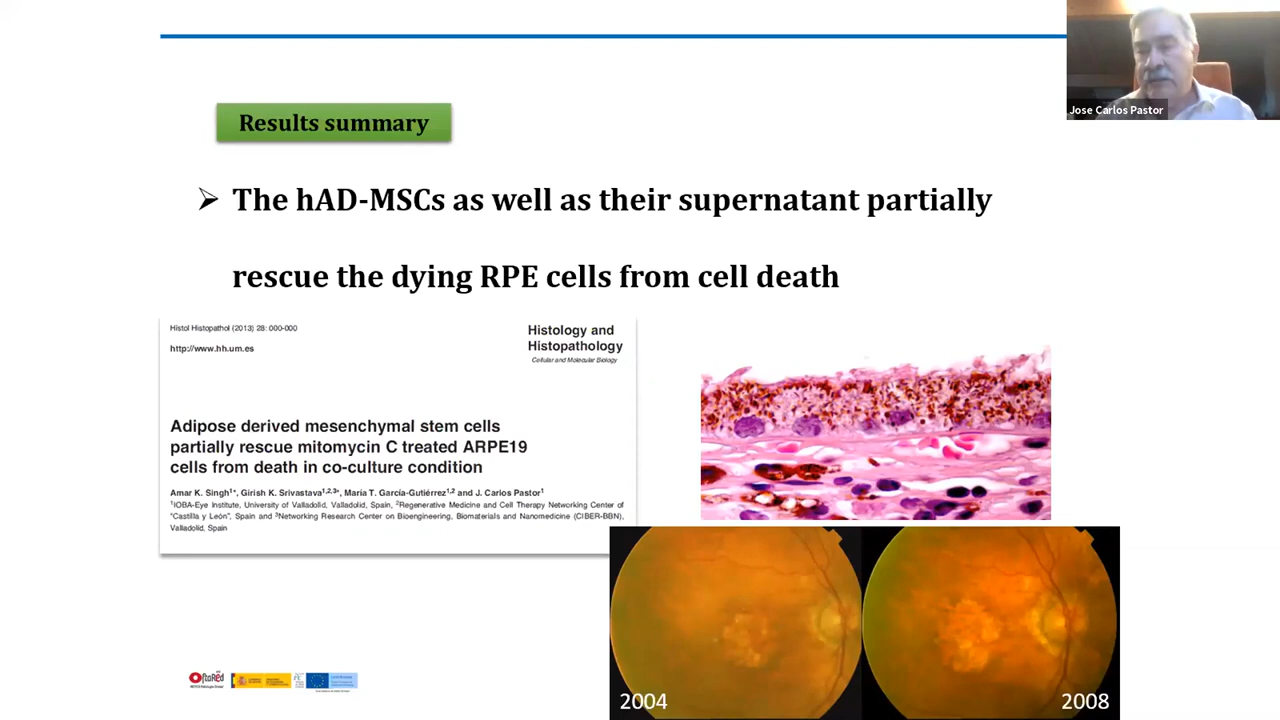 Jose Carlos Pastor
Results summary
➢ The hAD-MSCs as well as their supernatant partially
rescue the dying RPE cells from cell death
Histol Histopathol (2013) 28: 000-000
http://www.hh.um.es
Histology and
Histopathology
Cellular and Molecular Biology
Adipose derived mesenchymal stem cells
partially rescue mitomycin C treated ARPE19
cells from death in co-culture condition
Amar K. Singh1*, Girish K. Srivastava1,2,3*, María T. García-Gutiérrez1,2 and J. Carlos Pastor1
1IOBA-Eye Institute, University of Valladolid, Valladolid, Spain, 2Regenerative Medicine and Cell Therapy Networking Center of
"Castilla y León", Spain and 3Networking Research Center on Bioengineering, Biomaterials and Nanomedicine (CIBER-BBN),
Valladolid, Spain
2004
2008
OftaRed